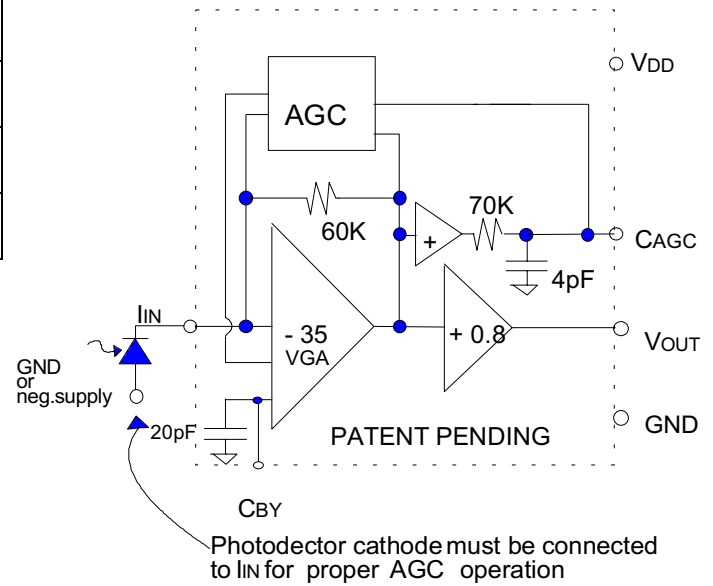 VDD
AGC
60K
70K
+
CAGC
4pF
IIN
- 35
VGA
+ 0.8
VOUT
GND
or
neg.supply
20pF
GND
PATENT PENDING
CBY
Photodector cathode must be connected
to IIN for proper AGC operation